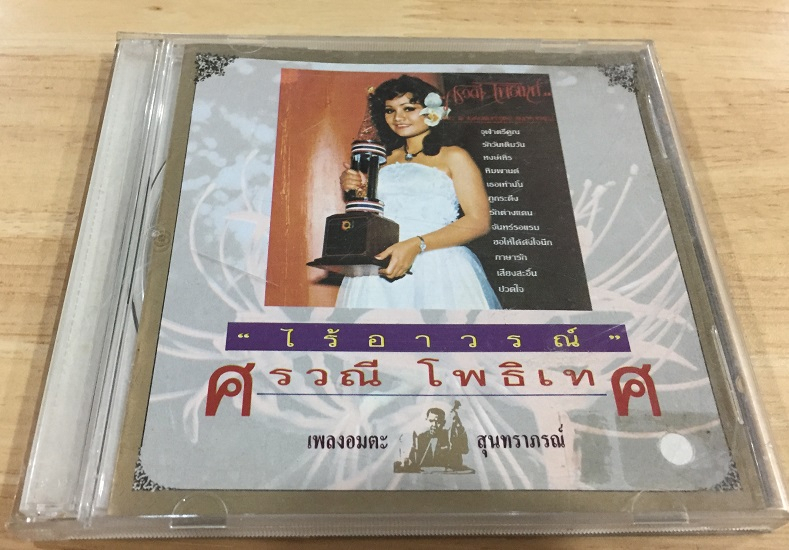 ศรวณี โพธิเทศ..
จุฬาตรีคูณ
รักวันเติมวัน
หงษ์เหิร
หิมพานต์
เธอเท่านั้น
ภูกระดึง
รักต่างแดน
จันทร์รอแรม
ขอให้ได้ดังใจนึก
ภาษารัก
เสียงสะอื้น
ปวดใจ
“ ไร้อาวรณ์ ”
ศรวณี โพธิเทศ
เพลงอมตะ สุนทราภรณ์